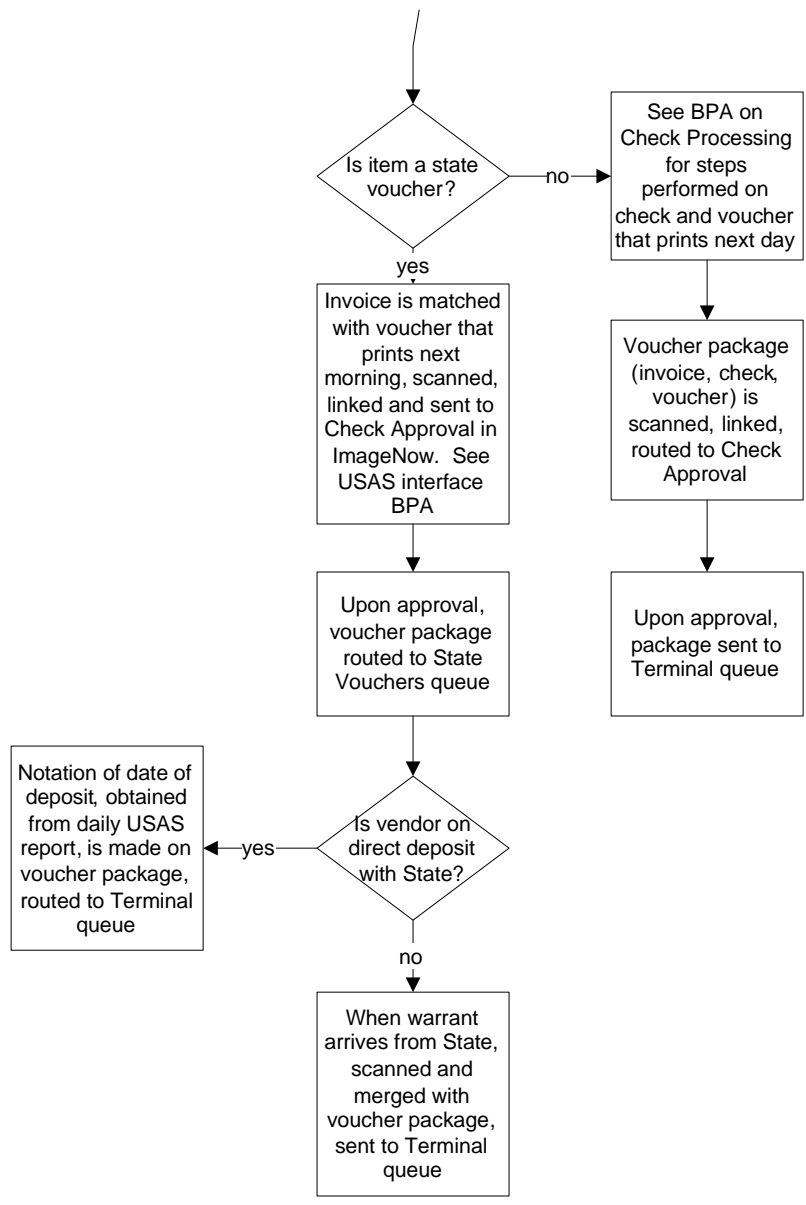 Is item a state
voucher?
no
See BPA on
Check Processing
for steps
performed on
check and voucher
that prints next day
yes
Invoice is matched
with voucher that
prints next
morning, scanned,
linked and sent to
Check Approval in
ImageNow.  See
USAS interface
BPA
Voucher package
(invoice, check,
voucher) is
scanned, linked,
routed to Check
Approval
Upon approval,
voucher package
routed to State
Vouchers queue
Upon approval,
package sent to
Terminal queue
Is vendor on
direct deposit
with State?
yes
Notation of date of
deposit, obtained
from daily USAS
report, is made on
voucher package,
routed to Terminal
queue
no
When warrant
arrives from State,
scanned and
merged with
voucher package,
sent to Terminal
queue